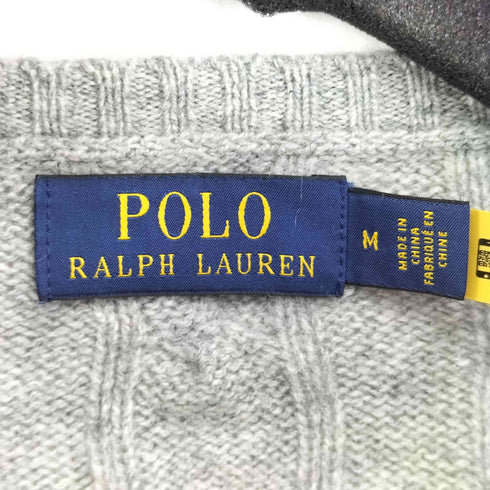 POLO
RALPH LAUREN
M
MADE IN
CHINA
FABRIQUÉ EN
CHINE